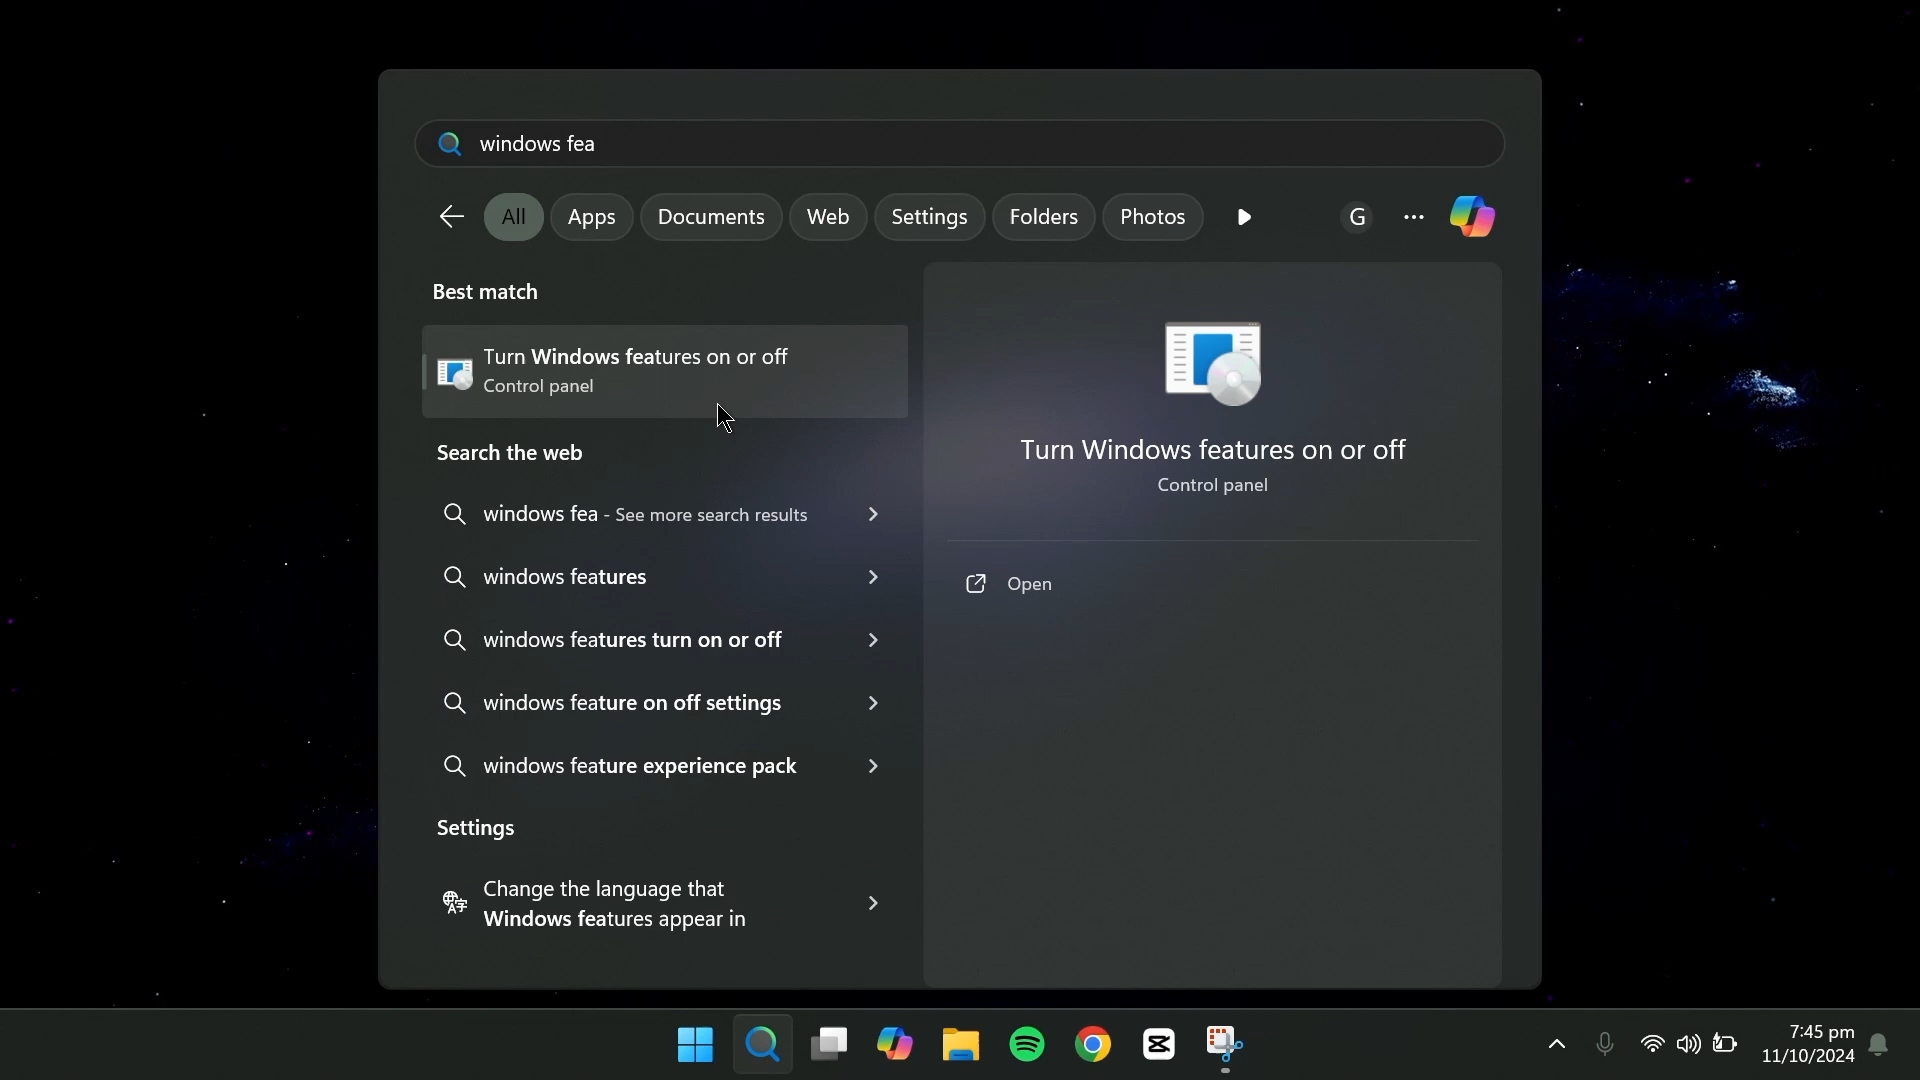 windows fea
All
Apps
Documents
Web
Settings
Folders
Photos
G
Best match
Turn Windows features on or off
Control panel
Search the web
windows fea - See more search results
windows features
windows features turn on or off
windows feature on off settings
windows feature experience pack
Settings
Change the language that
Windows features appear in
Turn Windows features on or off
Control panel
Open
7:45 pm
11/10/2024